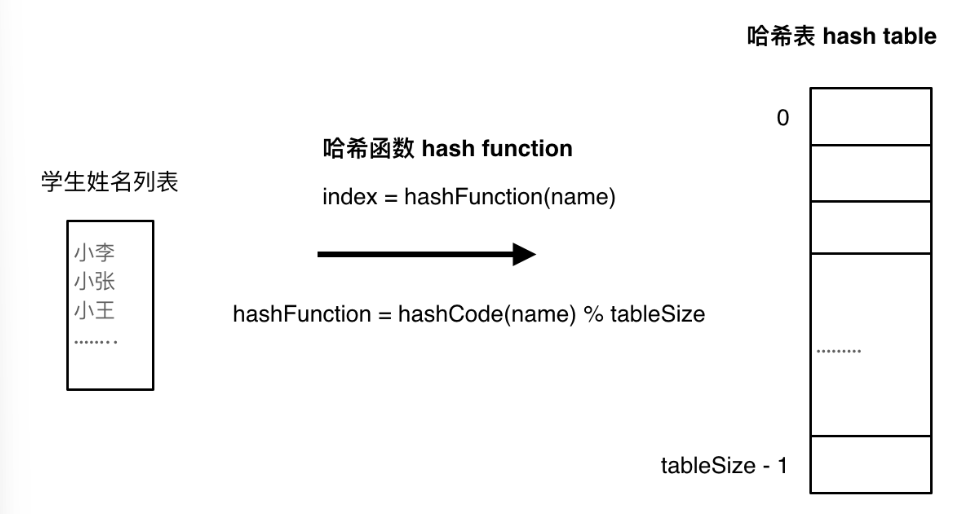 哈希表 hash table
0
哈希函数 hash function
学生姓名列表
index = hashFunction(name)
小李
小张
小王
........
hashFunction = hashCode(name) % tableSize
.........
tableSize - 1